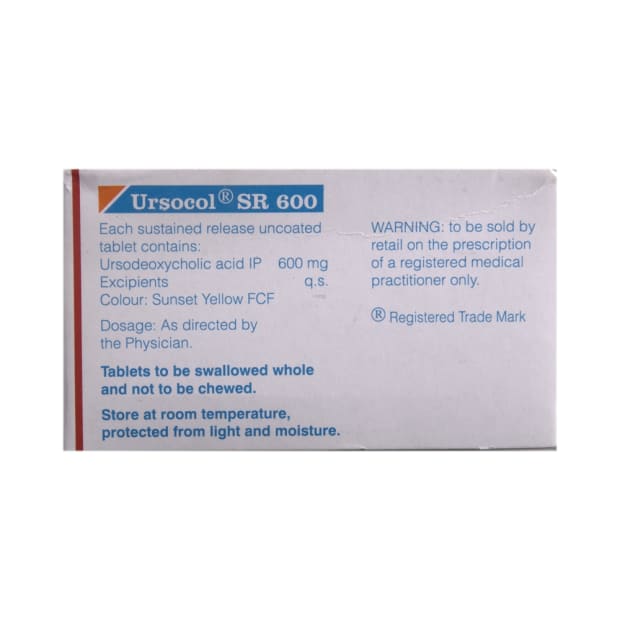 Ursocol® SR 600
Each sustained release uncoated
tablet contains:
Ursodeoxycholic acid IP 600 mg
Excipients q.s.
Colour: Sunset Yellow FCF
Dosage: As directed by
the Physician.
Tablets to be swallowed whole
and not to be chewed.
Store at room temperature,
protected from light and moisture.
WARNING: to be sold by
retail on the prescription
of a registered medical
practitioner only.
® Registered Trade Mark